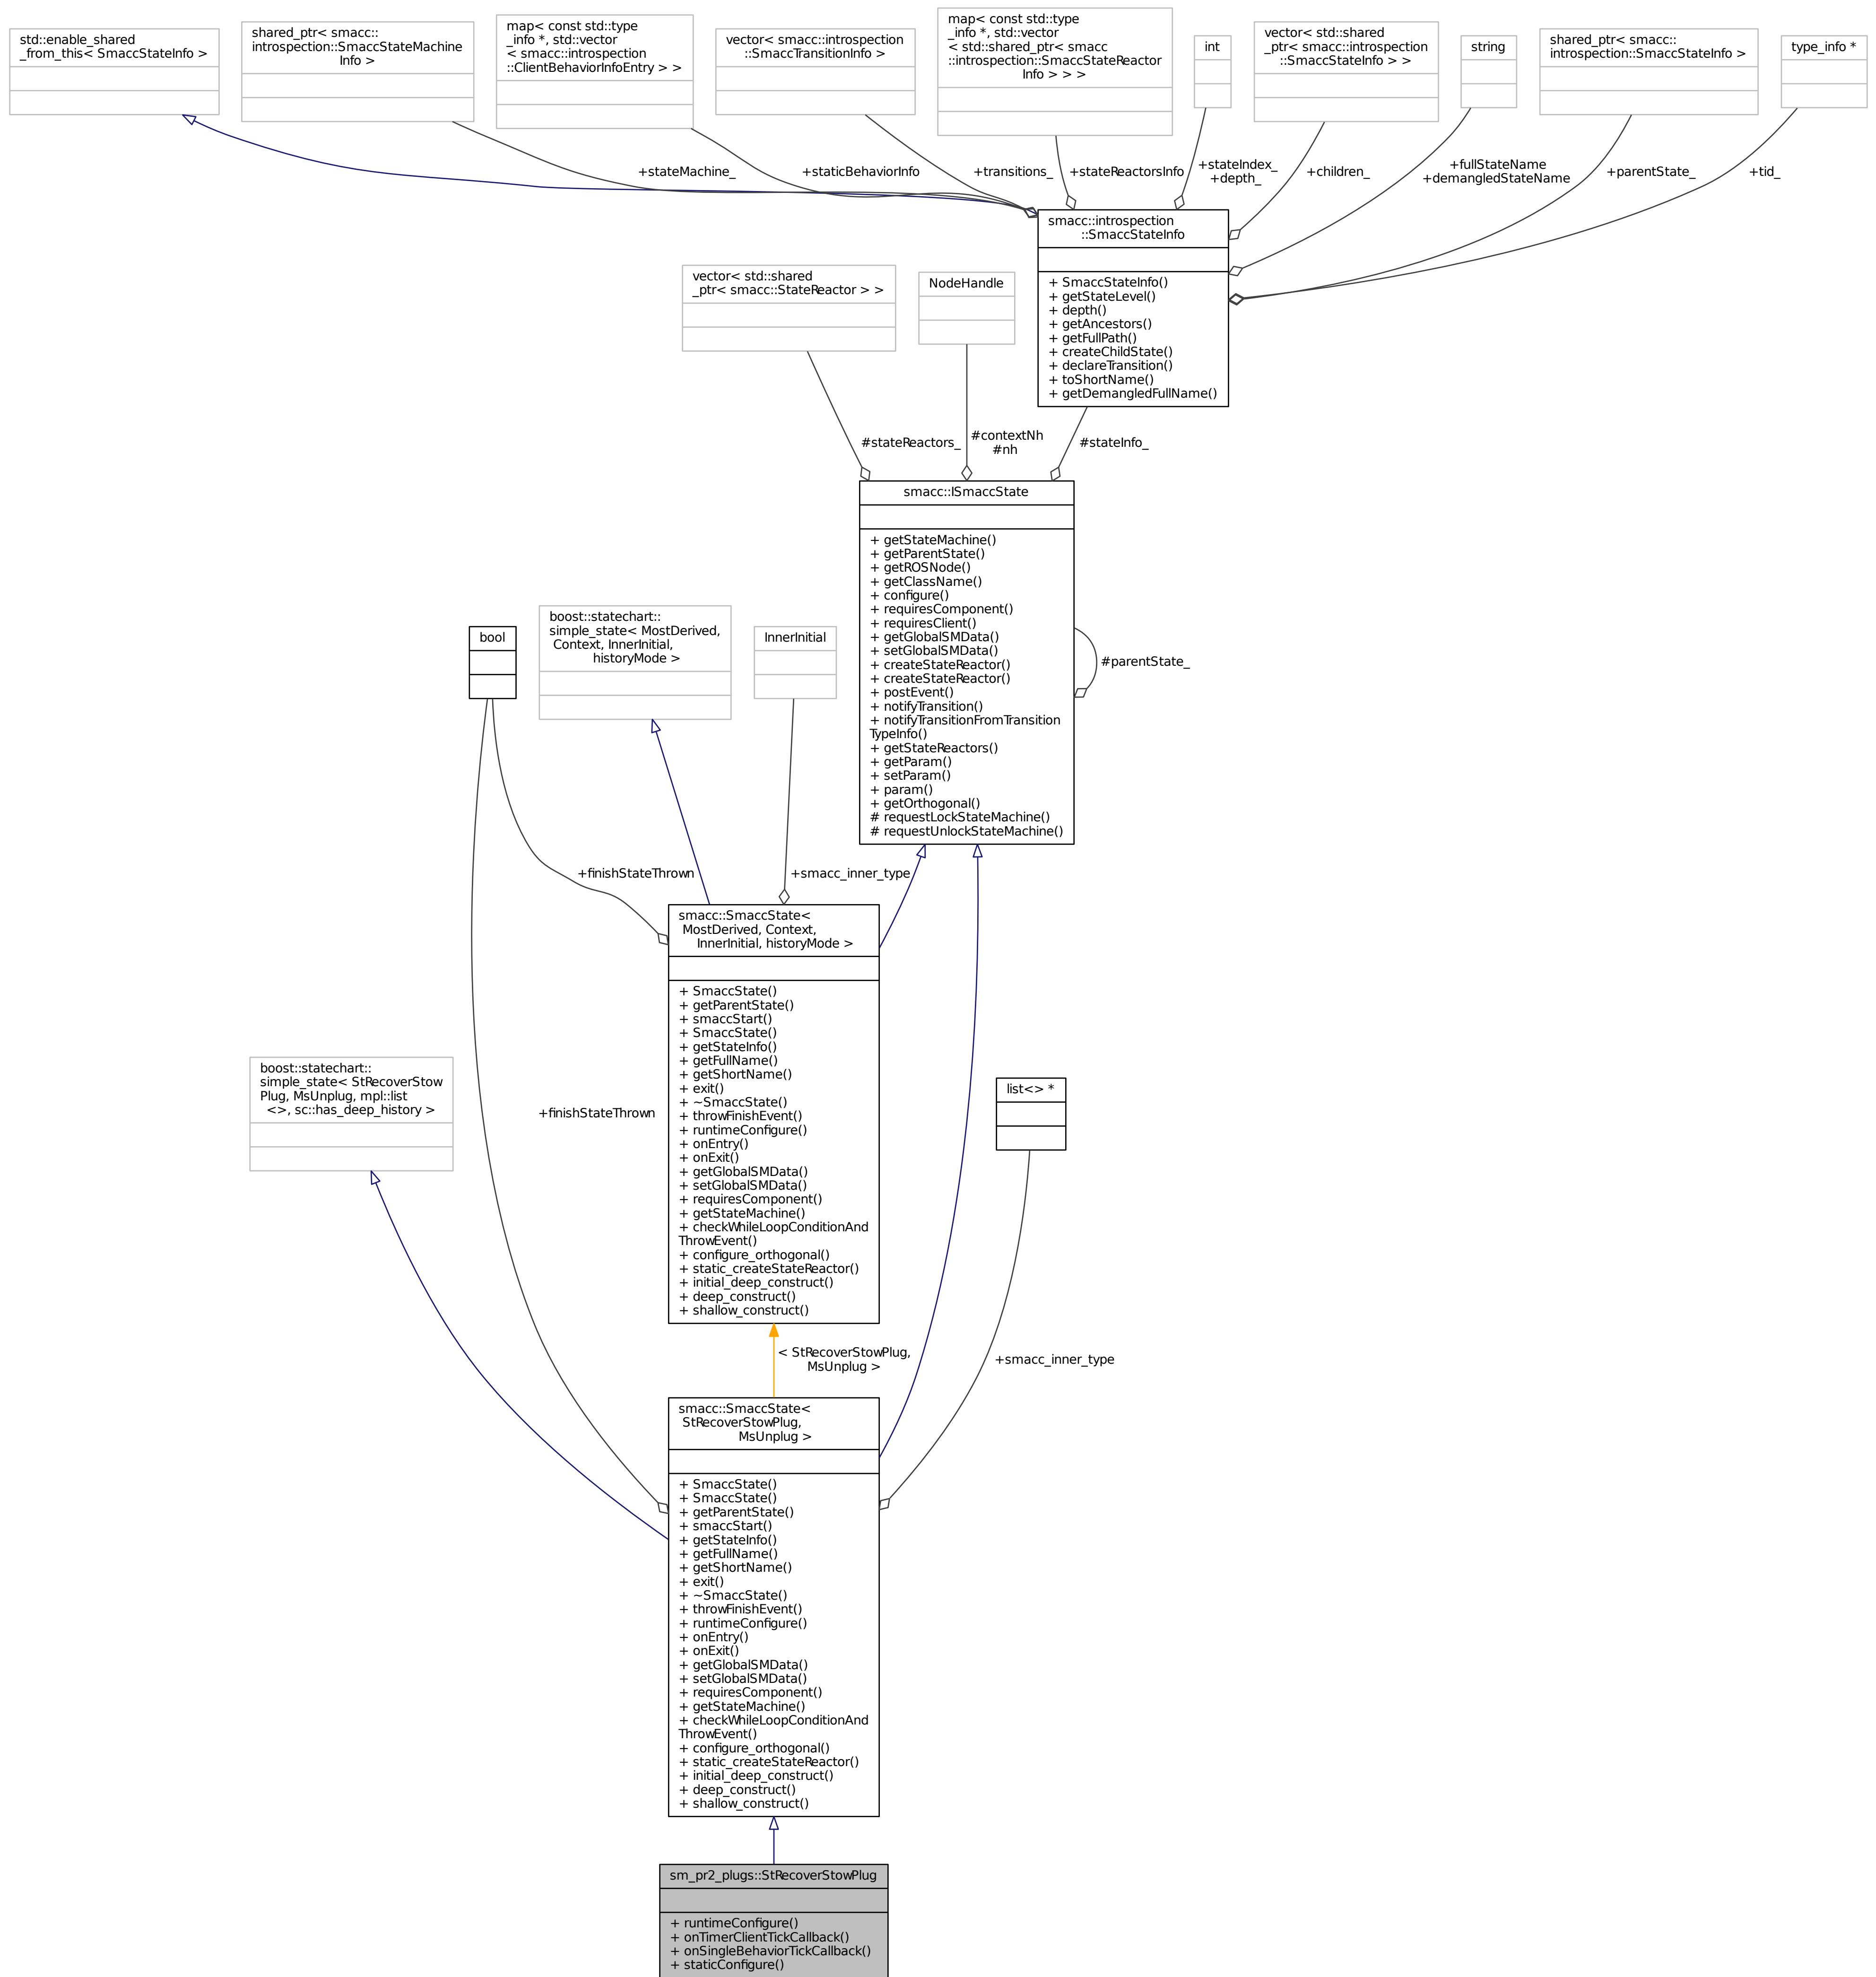 std::enable_shared
_from_this< SmaccStateInfo >
shared_ptr< smacc::
introspection::SmaccStateMachine
Info >
map< const std::type
_info *, std::vector
< smacc::introspection
::ClientBehaviorInfoEntry > >
vector< smacc::introspection
::SmaccTransitionInfo >
map< const std::type
_info *, std::vector
< std::shared_ptr< smacc
::introspection::SmaccStateReactor
Info > > >
int
vector< std::shared
_ptr< smacc::introspection
::SmaccStateInfo > >
string
shared_ptr< smacc::
introspection::SmaccStateInfo >
type_info *
+stateMachine_
+staticBehaviorInfo
+transitions_
+stateReactorsInfo
+stateIndex_
+depth_
+children_
+fullStateName
+demangledStateName
+parentState_
+tid_
smacc::introspection
::SmaccStateInfo
+ SmaccStateInfo()
+ getStateLevel()
+ depth()
+ getAncestors()
+ getFullPath()
+ createChildState()
+ declareTransition()
+ toShortName()
+ getDemangledFullName()
vector< std::shared
_ptr< smacc::StateReactor > >
NodeHandle
#stateReactors_
#contextNh
#nh
#stateInfo_
smacc::ISmaccState
+ getStateMachine()
+ getParentState()
+ getROSNode()
+ getClassName()
+ configure()
+ requiresComponent()
+ requiresClient()
+ getGlobalSMData()
+ setGlobalSMData()
+ createStateReactor()
+ createStateReactor()
+ postEvent()
+ notifyTransition()
+ notifyTransitionFromTransition
TypeInfo()
+ getStateReactors()
+ getParam()
+ setParam()
+ param()
+ getOrthogonal()
# requestLockStateMachine()
# requestUnlockStateMachine()
#parentState_
bool
boost::statechart::
simple_state< MostDerived,
Context, InnerInitial,
historyMode >
InnerInitial
+finishStateThrown
+smacc_inner_type
smacc::SmaccState<
MostDerived, Context,
InnerInitial, historyMode >
+ SmaccState()
+ getParentState()
+ smaccStart()
+ SmaccState()
+ getStateInfo()
+ getFullName()
+ getShortName()
+ exit()
+ ~SmaccState()
+ throwFinishEvent()
+ runtimeConfigure()
+ onEntry()
+ onExit()
+ getGlobalSMData()
+ setGlobalSMData()
+ requiresComponent()
+ getStateMachine()
+ checkWhileLoopConditionAnd
ThrowEvent()
+ configure_orthogonal()
+ static_createStateReactor()
+ initial_deep_construct()
+ deep_construct()
+ shallow_construct()
boost::statechart::
simple_state< StRecoverStow
Plug, MsUnplug, mpl::list
<>, sc::has_deep_history >
+finishStateThrown
list<> *
< StRecoverStowPlug,
MsUnplug >
+smacc_inner_type
smacc::SmaccState<
StRecoverStowPlug,
MsUnplug >
+ SmaccState()
+ SmaccState()
+ getParentState()
+ smaccStart()
+ getStateInfo()
+ getFullName()
+ getShortName()
+ exit()
+ ~SmaccState()
+ throwFinishEvent()
+ runtimeConfigure()
+ onEntry()
+ onExit()
+ getGlobalSMData()
+ setGlobalSMData()
+ requiresComponent()
+ getStateMachine()
+ checkWhileLoopConditionAnd
ThrowEvent()
+ configure_orthogonal()
+ static_createStateReactor()
+ initial_deep_construct()
+ deep_construct()
+ shallow_construct()
sm_pr2_plugs::StRecoverStowPlug
+ runtimeConfigure()
+ onTimerClientTickCallback()
+ onSingleBehaviorTickCallback()
+ staticConfigure()